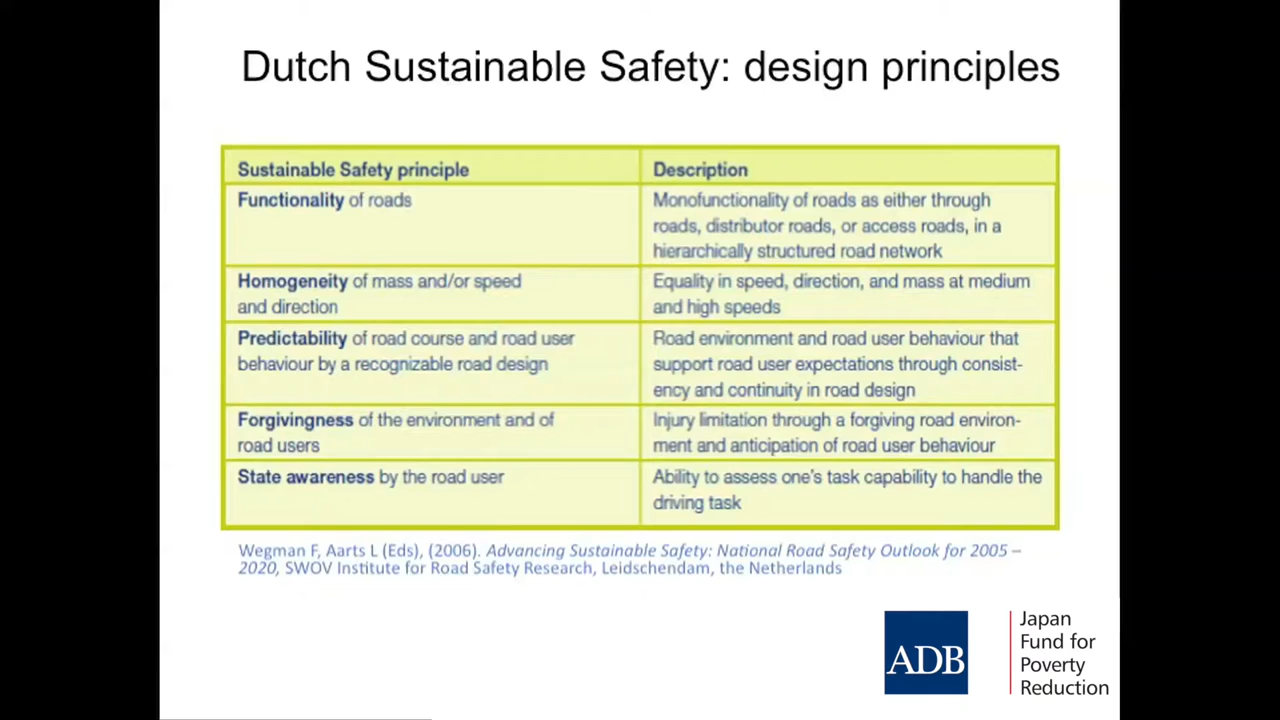 Dutch Sustainable Safety: design principles
Sustainable Safety principle
Description
Functionality of roads
Monofunctionality of roads as either through
roads, distributor roads, or access roads, in a
hierarchically structured road network
Homogeneity of mass and/or speed
and direction
Equality in speed, direction, and mass at medium
and high speeds
Predictability of road course and road user
behaviour by a recognizable road design
Road environment and road user behaviour that
support road user expectations through consist-
ency and continuity in road design
Forgivingness of the environment and of
road users
Injury limitation through a forgiving road environ-
ment and anticipation of road user behaviour
State awareness by the road user
Ability to assess one's task capability to handle the
driving task
Wegman F, Aarts L (Eds), (2006). Advancing Sustainable Safety: National Road Safety Outlook for 2005 –
2020, SWOV Institute for Road Safety Research, Leidschendam, the Netherlands
ADB
Japan
Fund for
Poverty
Reduction